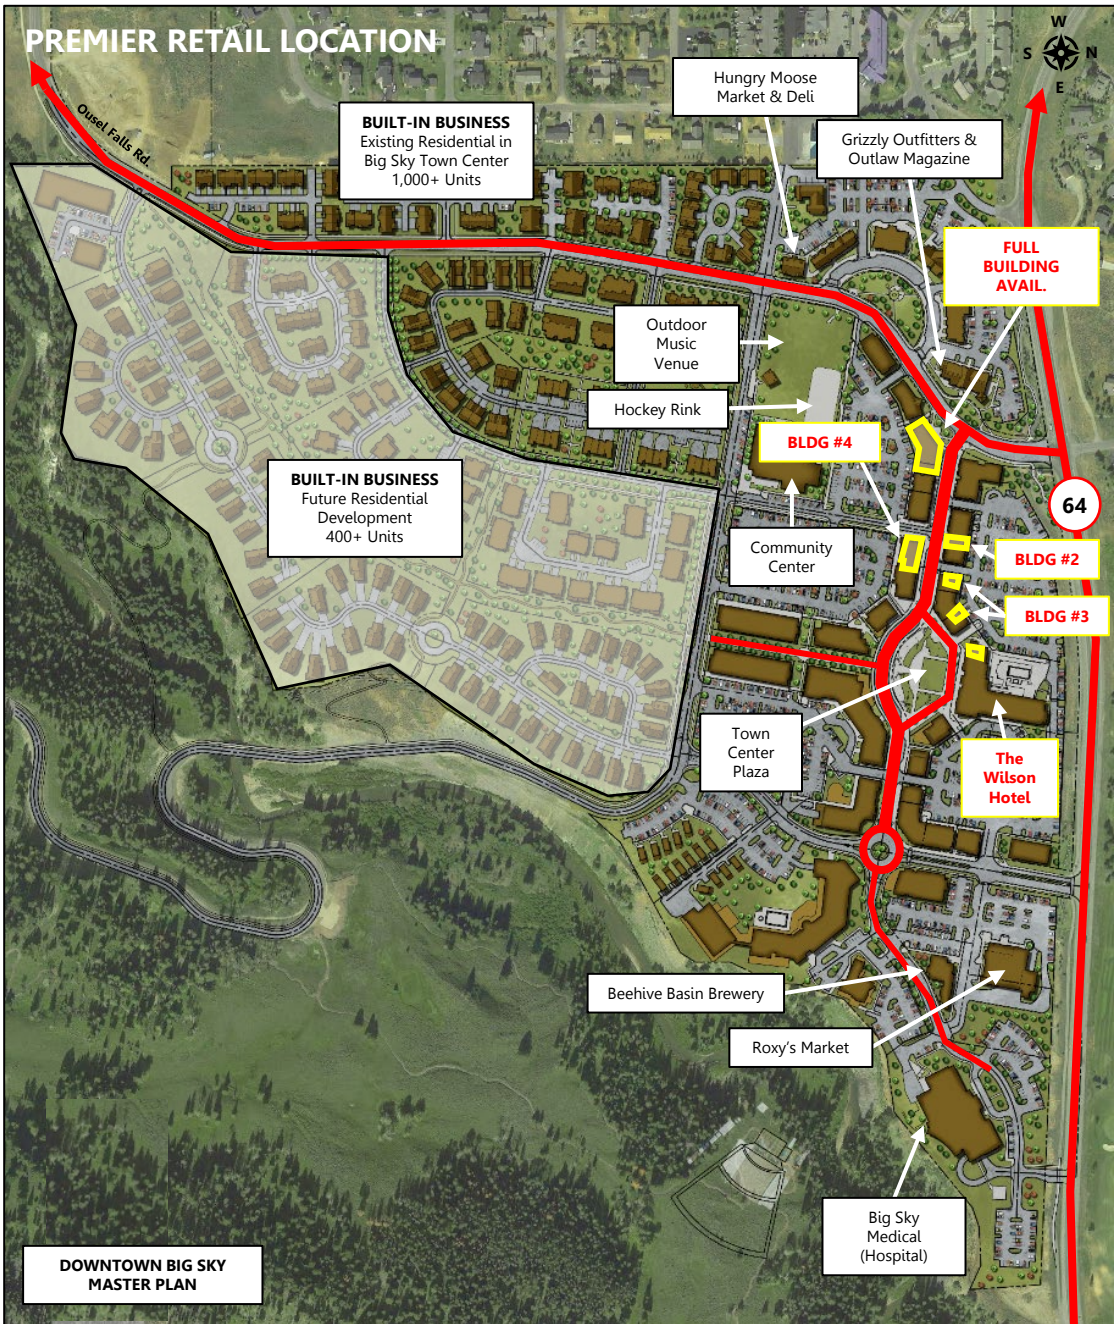 PREMIER RETAIL LOCATION
W
S
N
E
Ousel Falls Rd.
BUILT-IN BUSINESS
Existing Residential in
Big Sky Town Center
1,000+ Units
Hungry Moose
Market & Deli
Grizzly Outfitters &
Outlaw Magazine
FULL
BUILDING
AVAIL.
Outdoor
Music
Venue
Hockey Rink
BLDG #4
BUILT-IN BUSINESS
Future Residential
Development
400+ Units
64
Community
Center
BLDG #2
BLDG #3
Town
Center
Plaza
The
Wilson
Hotel
Beehive Basin Brewery
Roxy's Market
Big Sky
Medical
(Hospital)
DOWNTOWN BIG SKY
MASTER PLAN